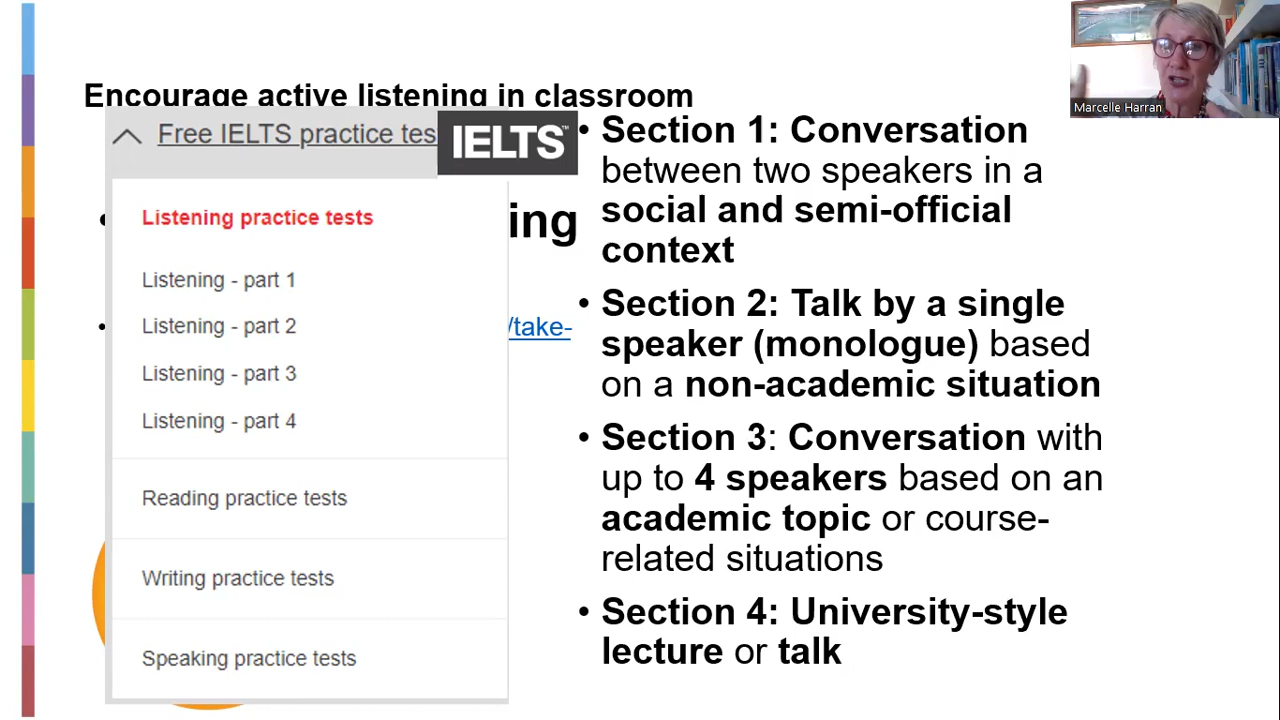 Encourage active listening in classroom
Free IELTS practice tes
IELTS™
Listening practice tests
Listening - part 1
Listening - part 2
Listening - part 3
Listening - part 4
Reading practice tests
Writing practice tests
Speaking practice tests
ing
/take-
• Section 1: Conversation
between two speakers in a
social and semi-official
context
• Section 2: Talk by a single
speaker (monologue) based
on a non-academic situation
• Section 3: Conversation with
up to 4 speakers based on an
academic topic or course-
related situations
• Section 4: University-style
lecture or talk
Marcelle Harran